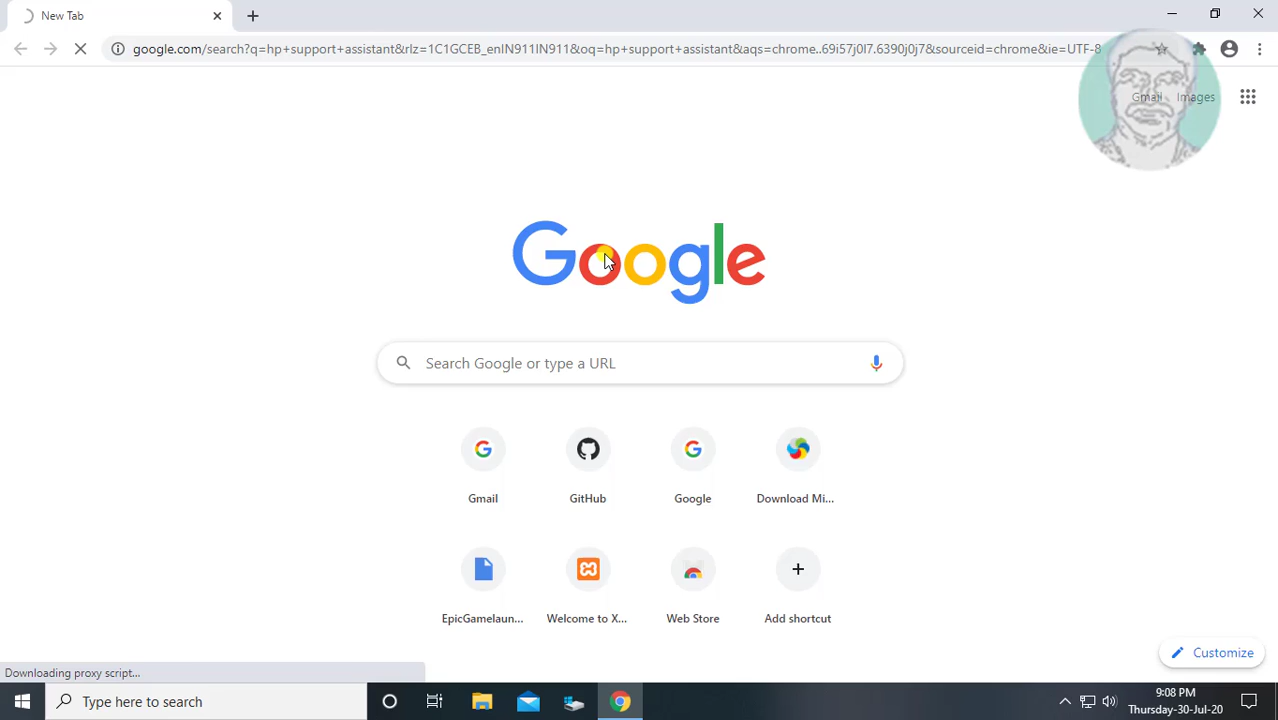 New Tab
google.com/search?q=hp+support+assistant&rlz=1C1GCEB_enIN911IN911&oq=hp+support+assistant&aqs=chrome..69i57j0l7.6390j0j7&sourceid=chrome&ie=UTF-8
Gmail Images
Google
Search Google or type a URL
Gmail GitHub Google Download Mi...
EpicGamelaun... Welcome to X... Web Store Add shortcut
Customize
Downloading proxy script...
Type here to search
9:08 PM
Thursday-30-Jul-20